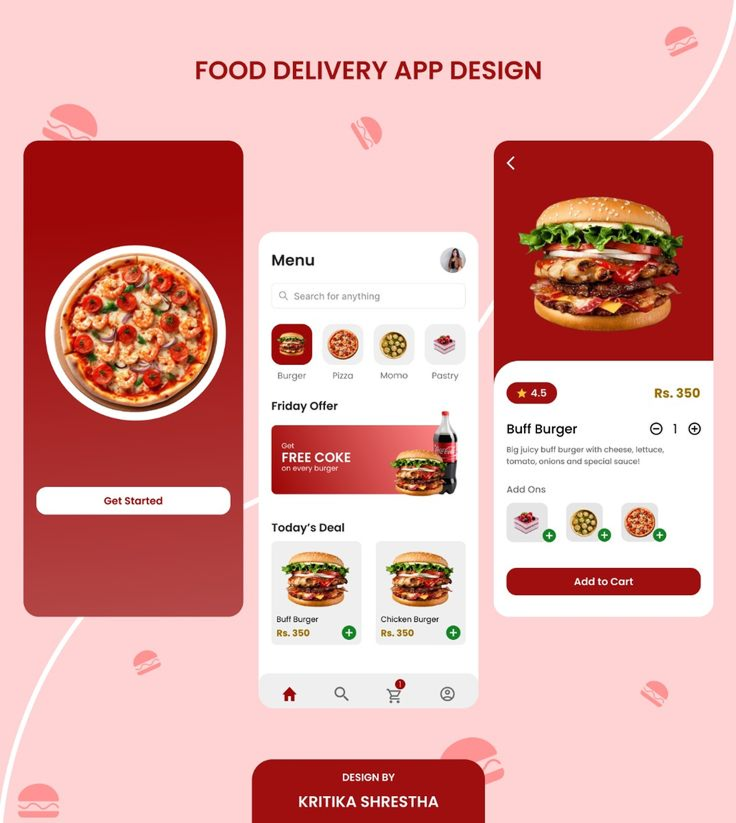 FOOD DELIVERY APP DESIGN
Get Started
Menu
Search for anything
Burger
Pizza
Momo
Pastry
Friday Offer
Get
FREE COKE
on every burger
Coca-Cola
Today's Deal
Buff Burger
Rs. 350
Chicken Burger
Rs. 350
1
4.5
Rs. 350
Buff Burger
1
Big juicy buff burger with cheese, lettuce,
tomato, onions and special sauce!
Add Ons
Add to Cart
DESIGN BY
KRITIKA SHRESTHA